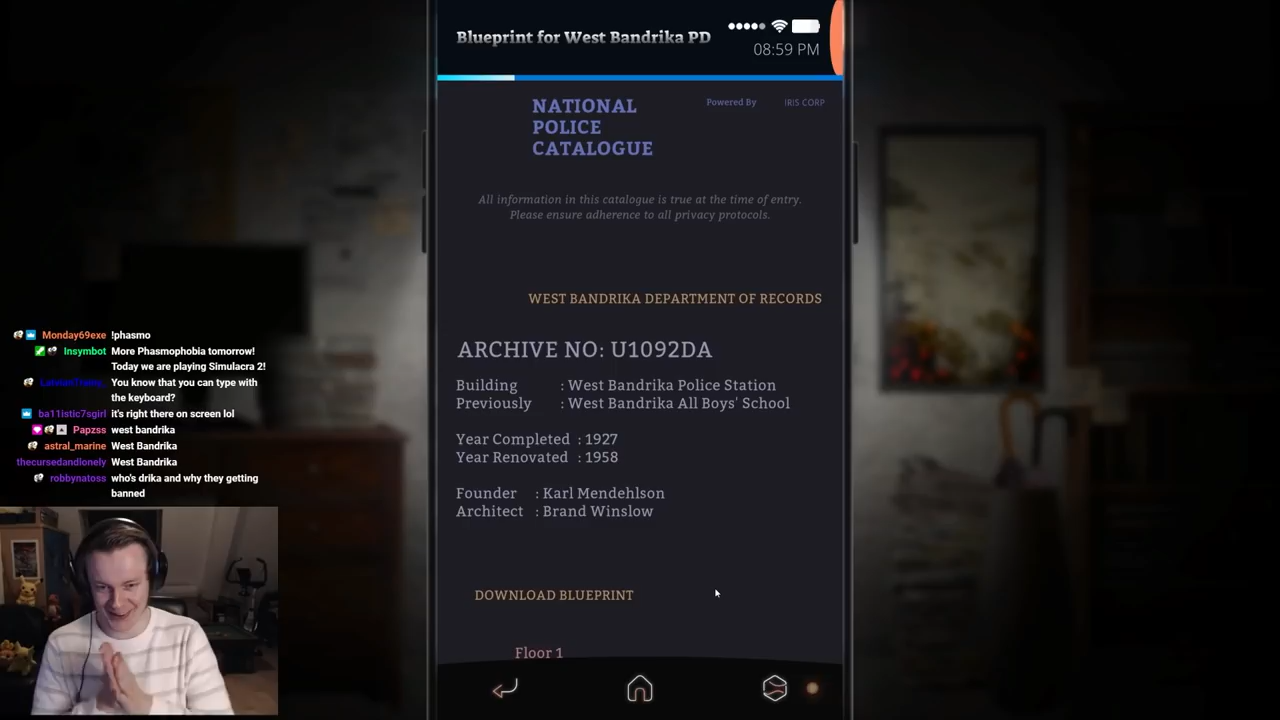 Blueprint for West Bandrika PD
08:59 PM
NATIONAL
POLICE
CATALOGUE
Powered By
IRIS CORP
All information in this catalogue is true at the time of entry.
Please ensure adherence to all privacy protocols.
WEST BANDRIKA DEPARTMENT OF RECORDS
ARCHIVE NO: U1092DA
Building : West Bandrika Police Station
Previously : West Bandrika All Boys' School
Year Completed : 1927
Year Renovated : 1958
Founder : Karl Mendehlson
Architect : Brand Winslow
DOWNLOAD BLUEPRINT
Floor 1
Monday69exe !phasmo
Insymbot More Phasmophobia tomorrow!
Today we are playing Simulacra 2!
You know that you can type with
the keyboard?
ba11istic7sgirl it's right there on screen lol
Papzss west bandrika
astral_marine West Bandrika
thecursedandlonely West Bandrika
robbynatoss who's drika and why they getting
banned